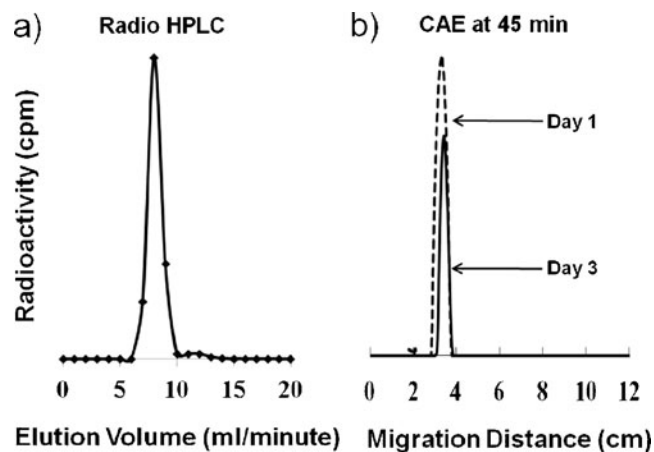 a)
Radio HPLC
Radioactivity (cpm)
0 5 10 15 20
Elution Volume (ml/minute)
b)
CAE at 45 min
Day 1
Day 3
0 2 4 6 8 10 12
Migration Distance (cm)